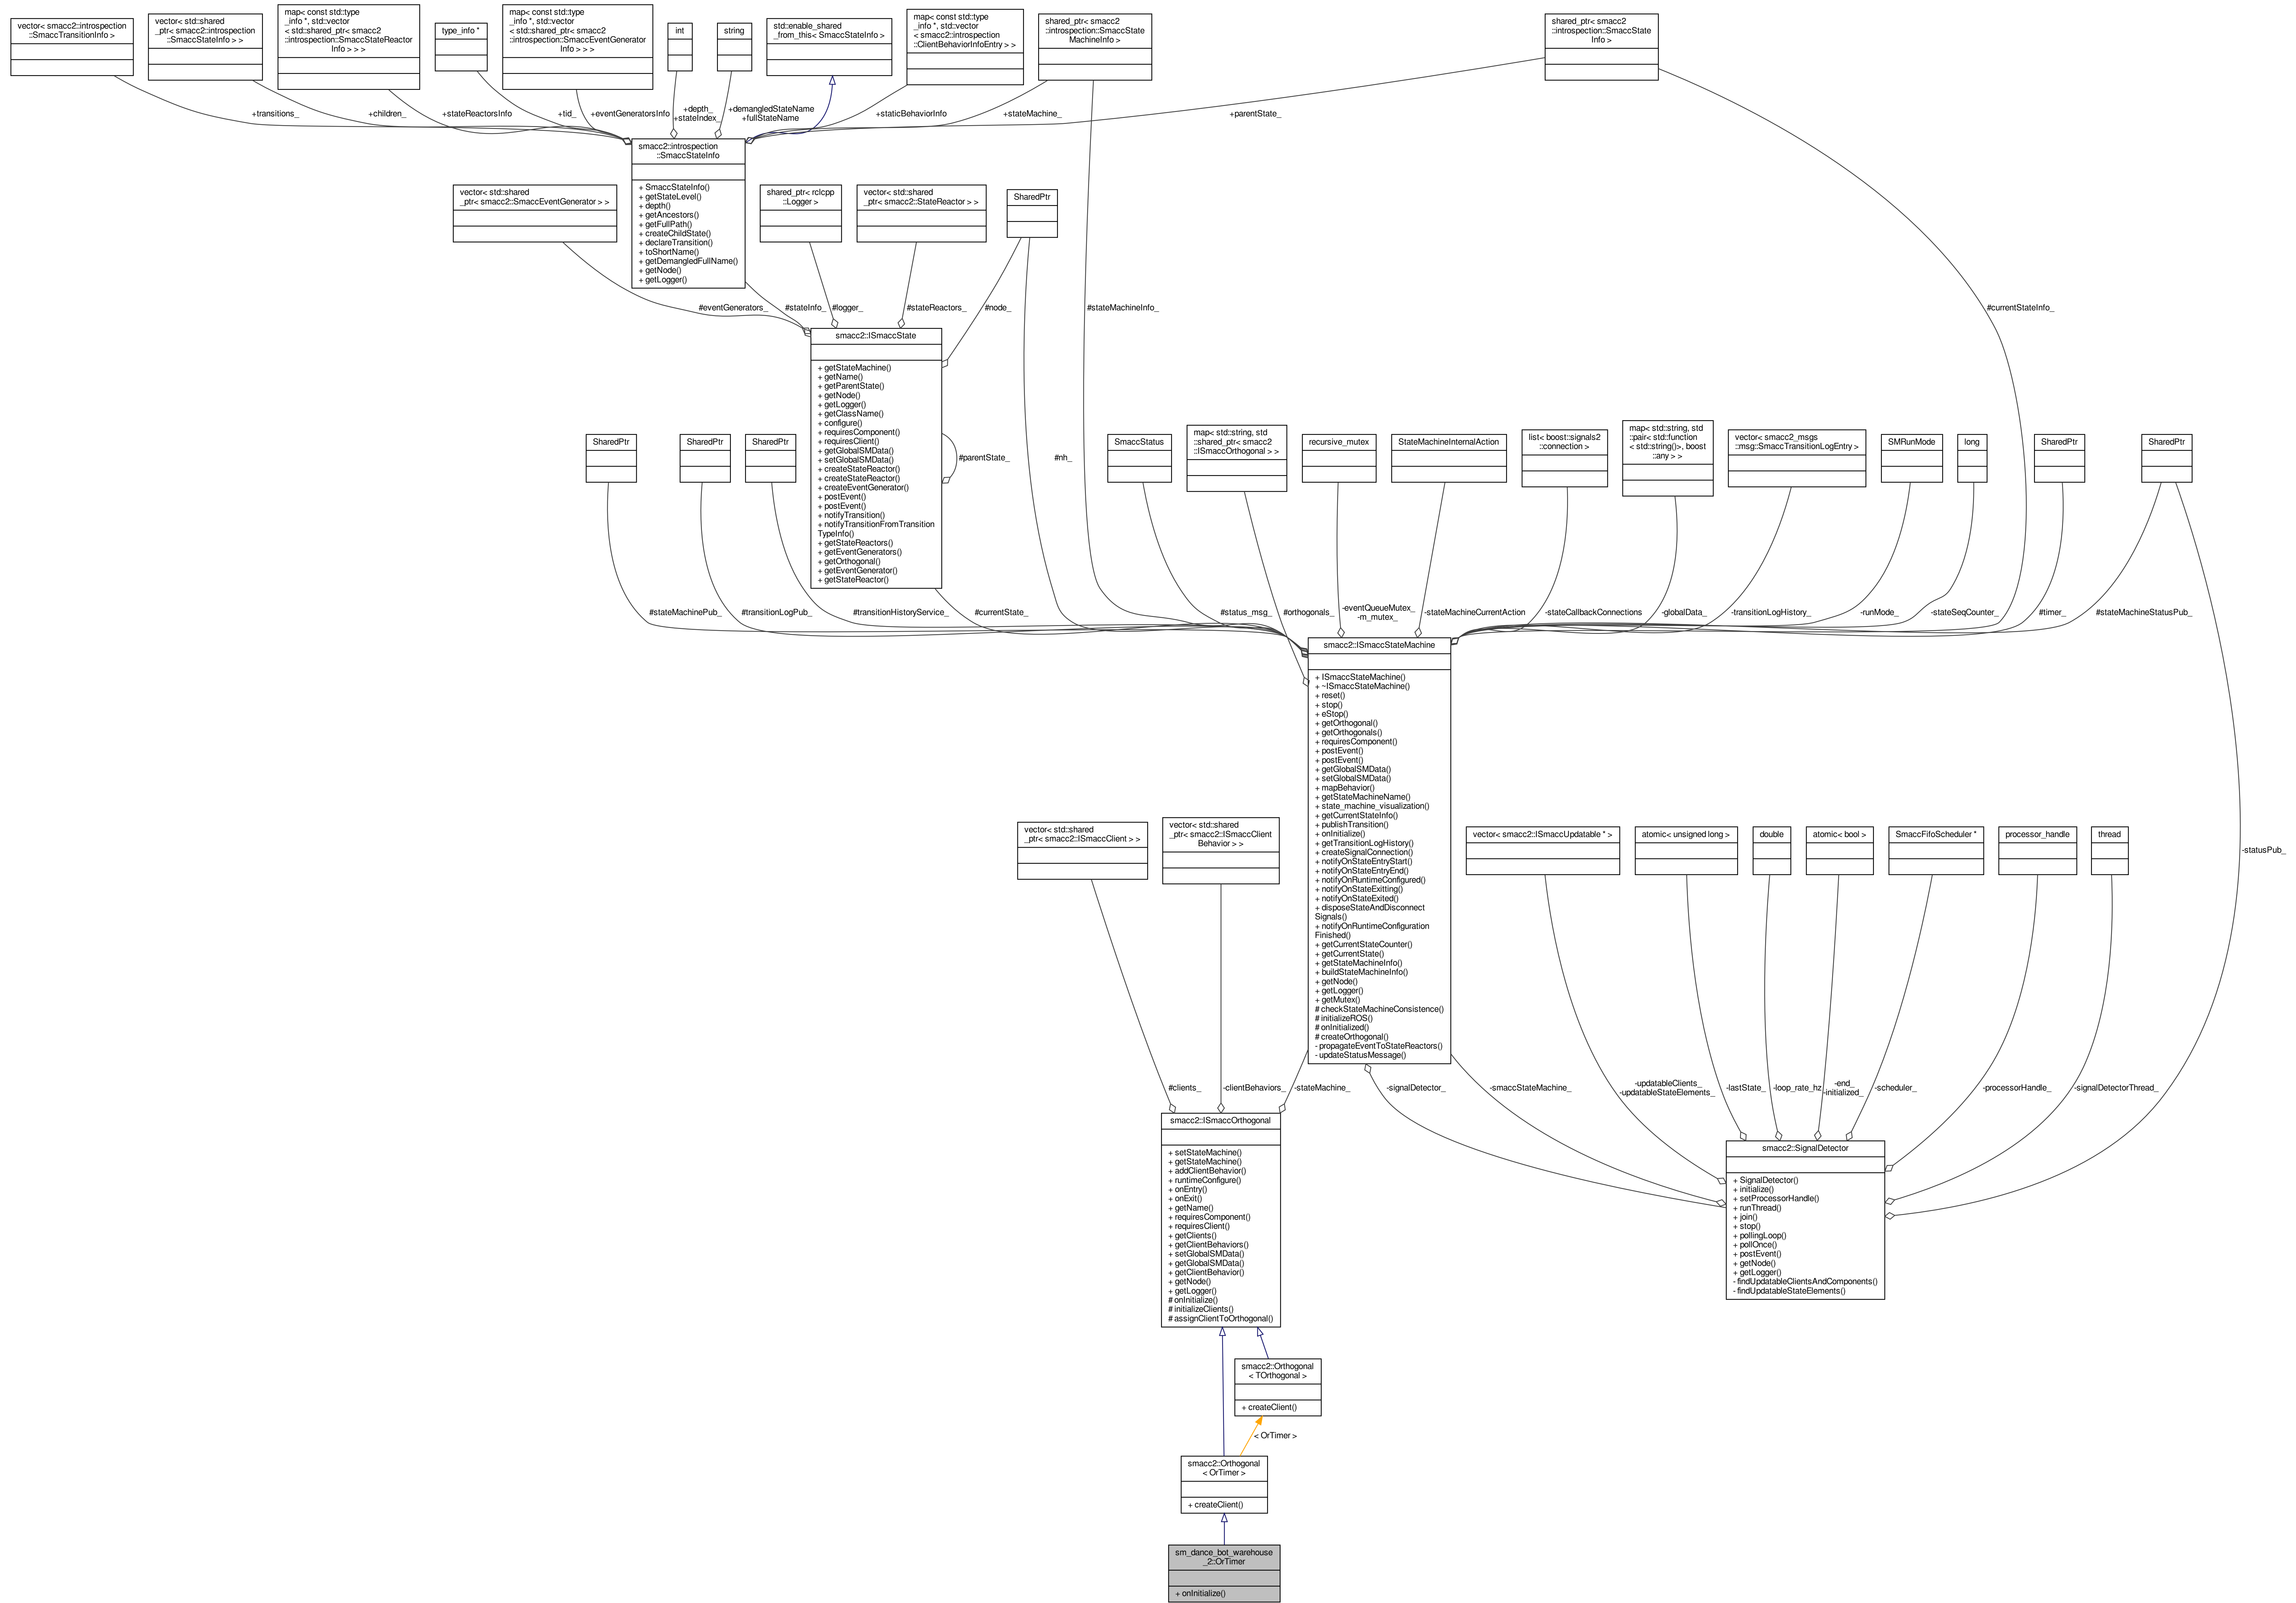 vector< smacc2::introspection
::SmaccTransitionInfo >
vector< std::shared
_ptr< smacc2::introspection
::SmaccStateInfo > >
map< const std::type
_info *, std::vector
< std::shared_ptr< smacc2
::introspection::SmaccStateReactor
Info > > >
type_info *
map< const std::type
_info *, std::vector
< std::shared_ptr< smacc2
::introspection::SmaccEventGenerator
Info > > >
int
string
std::enable_shared
_from_this< SmaccStateInfo >
map< const std::type
_info *, std::vector
< smacc2::introspection
::ClientBehaviorInfoEntry > >
shared_ptr< smacc2
::introspection::SmaccState
MachineInfo >
shared_ptr< smacc2
::introspection::SmaccState
Info >
+transitions_
+children_
+stateReactorsInfo
+tid_
+eventGeneratorsInfo
+depth_
+stateIndex_
+demangledStateName
+fullStateName
+staticBehaviorInfo
+stateMachine_
+parentState_
smacc2::introspection
::SmaccStateInfo
+ SmaccStateInfo()
+ getStateLevel()
+ depth()
+ getAncestors()
+ getFullPath()
+ createChildState()
+ declareTransition()
+ toShortName()
+ getDemangledFullName()
+ getNode()
+ getLogger()
vector< std::shared
_ptr< smacc2::SmaccEventGenerator > >
shared_ptr< rclcpp
::Logger >
vector< std::shared
_ptr< smacc2::StateReactor > >
SharedPtr
#eventGenerators_
#stateInfo_
#logger_
#stateReactors_
#node_
#stateMachineInfo_
#currentStateInfo_
smacc2::ISmaccState
+ getStateMachine()
+ getName()
+ getParentState()
+ getNode()
+ getLogger()
+ getClassName()
+ configure()
+ requiresComponent()
+ requiresClient()
+ getGlobalSMData()
+ setGlobalSMData()
+ createStateReactor()
+ createStateReactor()
+ createEventGenerator()
+ postEvent()
+ postEvent()
+ notifyTransition()
+ notifyTransitionFromTransition
TypeInfo()
+ getStateReactors()
+ getEventGenerators()
+ getOrthogonal()
+ getEventGenerator()
+ getStateReactor()
#parentState_
#nh_
SharedPtr
SharedPtr
SharedPtr
SmaccStatus
map< std::string, std
::shared_ptr< smacc2
::ISmaccOrthogonal > >
recursive_mutex
StateMachineInternalAction
list< boost::signals2
::connection >
map< std::string, std
::pair< std::function
< std::string()>, boost
::any > >
vector< smacc2_msgs
::msg::SmaccTransitionLogEntry >
SMRunMode
long
SharedPtr
SharedPtr
#stateMachinePub_
#transitionLogPub_
#transitionHistoryService_
#currentState_
#status_msg_
#orthogonals_
-eventQueueMutex_
-m_mutex_
-stateMachineCurrentAction
-stateCallbackConnections
-globalData_
-transitionLogHistory_
-runMode_
-stateSeqCounter_
#timer_
#stateMachineStatusPub_
smacc2::ISmaccStateMachine
+ ISmaccStateMachine()
+ ~ISmaccStateMachine()
+ reset()
+ stop()
+ eStop()
+ getOrthogonal()
+ getOrthogonals()
+ requiresComponent()
+ postEvent()
+ postEvent()
+ getGlobalSMData()
+ setGlobalSMData()
+ mapBehavior()
+ getStateMachineName()
+ state_machine_visualization()
+ getCurrentStateInfo()
+ publishTransition()
+ onInitialize()
+ getTransitionLogHistory()
+ createSignalConnection()
+ notifyOnStateEntryStart()
+ notifyOnStateEntryEnd()
+ notifyOnRuntimeConfigured()
+ notifyOnStateExitting()
+ notifyOnStateExited()
+ disposeStateAndDisconnect
Signals()
+ notifyOnRuntimeConfiguration
Finished()
+ getCurrentStateCounter()
+ getCurrentState()
+ getStateMachineInfo()
+ buildStateMachineInfo()
+ getNode()
+ getLogger()
+ getMutex()
# checkStateMachineConsistence()
# initializeROS()
# onInitialized()
# createOrthogonal()
- propagateEventToStateReactors()
- updateStatusMessage()
vector< std::shared
_ptr< smacc2::ISmaccClient > >
vector< std::shared
_ptr< smacc2::ISmaccClient
Behavior > >
vector< smacc2::ISmaccUpdatable * >
atomic< unsigned long >
double
atomic< bool >
SmaccFifoScheduler *
processor_handle
thread
-statusPub_
#clients_
-clientBehaviors_
-stateMachine_
-signalDetector_
-smaccStateMachine_
-updatableClients_
-updatableStateElements_
-lastState_
-loop_rate_hz
-end_
-initialized_
-scheduler_
-processorHandle_
-signalDetectorThread_
smacc2::ISmaccOrthogonal
+ setStateMachine()
+ getStateMachine()
+ addClientBehavior()
+ runtimeConfigure()
+ onEntry()
+ onExit()
+ getName()
+ requiresComponent()
+ requiresClient()
+ getClients()
+ getClientBehaviors()
+ setGlobalSMData()
+ getGlobalSMData()
+ getClientBehavior()
+ getNode()
+ getLogger()
# onInitialize()
# initializeClients()
# assignClientToOrthogonal()
smacc2::SignalDetector
+ SignalDetector()
+ initialize()
+ setProcessorHandle()
+ runThread()
+ join()
+ stop()
+ pollingLoop()
+ pollOnce()
+ postEvent()
+ getNode()
+ getLogger()
- findUpdatableClientsAndComponents()
- findUpdatableStateElements()
smacc2::Orthogonal
< TOrthogonal >
+ createClient()
< OrTimer >
smacc2::Orthogonal
< OrTimer >
+ createClient()
sm_dance_bot_warehouse
_2::OrTimer
+ onInitialize()